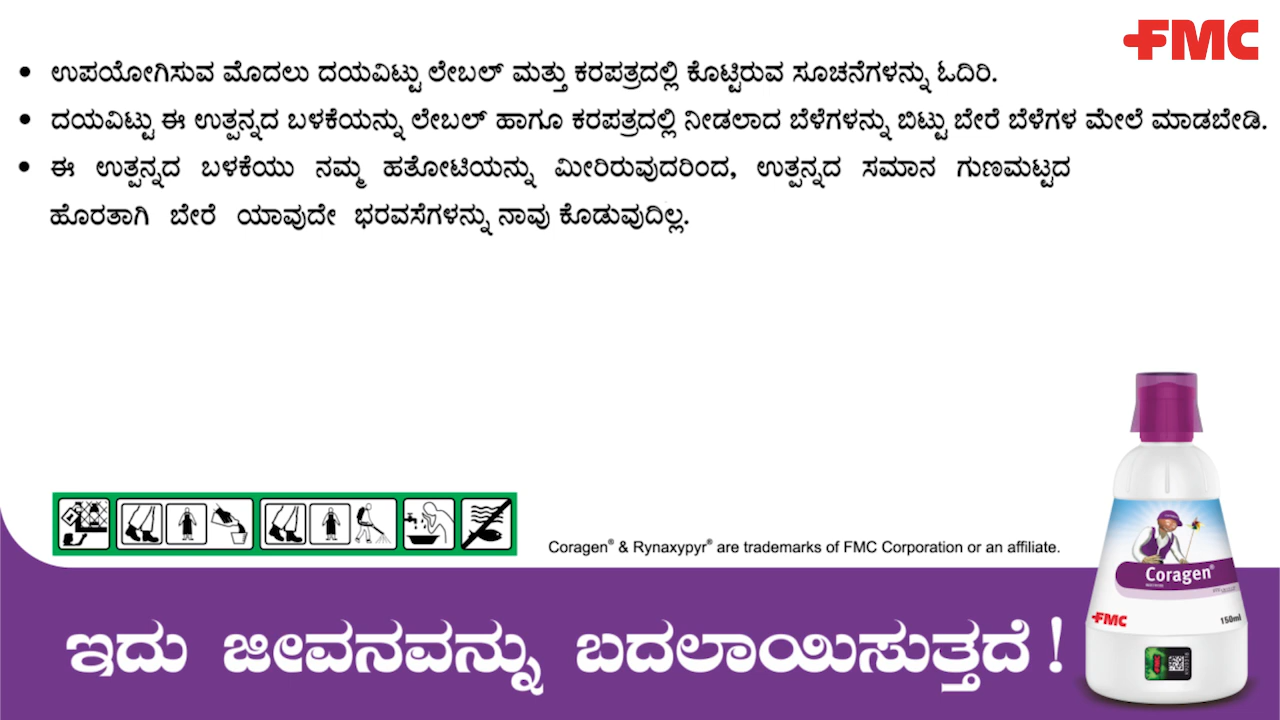 FMC
• ಉಪಯೋಗಿಸುವ ಮೊದಲು ದಯವಿಟ್ಟು ಲೇಬಲ್ ಮತ್ತು ಕರಪತ್ರದಲ್ಲಿ ಕೊಟ್ಟಿರುವ ಸೂಚನೆಗಳನ್ನು ಓದಿರಿ.
• ದಯವಿಟ್ಟು ಈ ಉತ್ಪನ್ನದ ಬಳಕೆಯನ್ನು ಲೇಬಲ್ ಹಾಗೂ ಕರಪತ್ರದಲ್ಲಿ ನೀಡಲಾದ ಬೆಳೆಗಳನ್ನು ಬಿಟ್ಟು ಬೇರೆ ಬೆಳೆಗಳ ಮೇಲೆ ಮಾಡಬೇಡಿ.
• ಈ ಉತ್ಪನ್ನದ ಬಳಕೆಯು ನಮ್ಮ ಹತೋಟಿಯನ್ನು ಮೀರಿರುವುದರಿಂದ, ಉತ್ಪನ್ನದ ಸಮಾನ ಗುಣಮಟ್ಟದ
ಹೊರತಾಗಿ ಬೇರೆ ಯಾವುದೇ ಭರವಸೆಗಳನ್ನು ನಾವು ಕೊಡುವುದಿಲ್ಲ.
Coragen® & Rynaxypyr® are trademarks of FMC Corporation or an affiliate.
Coragen®
FMC
150ml
ಇದು ಜೀವನವನ್ನು ಬದಲಾಯಿಸುತ್ತದೆ !